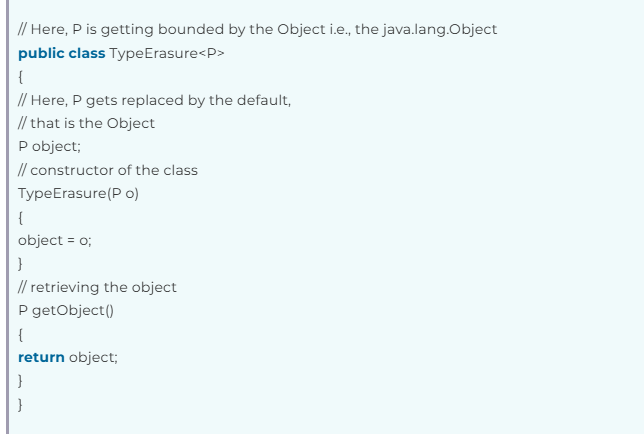 // Here, P is getting bounded by the Object i.e., the java.lang.Object
public class TypeErasure<P>
{
// Here, P gets replaced by the default,
// that is the Object
P object;
// constructor of the class
TypeErasure(P o)
{
object = o;
}
// retrieving the object
P getObject()
{
return object;
}
}